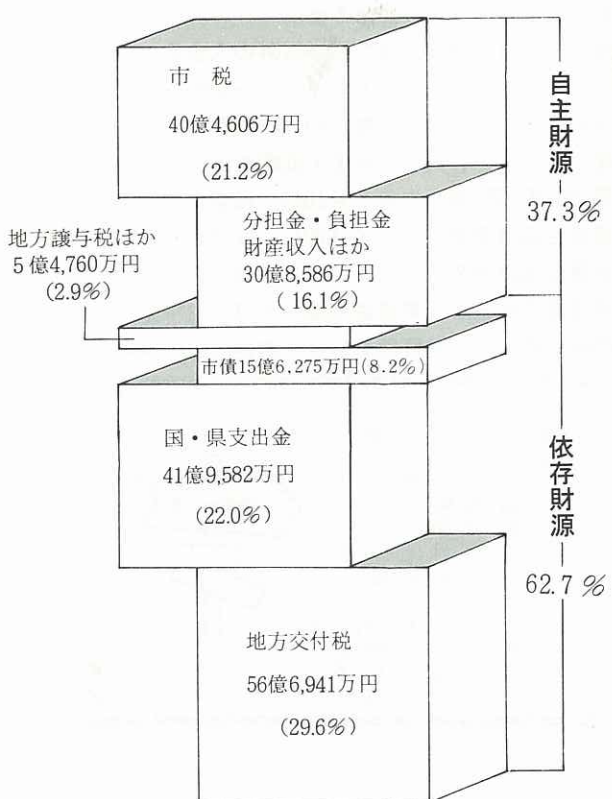 市 税
40億4,606万円
(21.2%)
分担金・負担金
財産収入ほか
30億8,586万円
(16.1%)
地方譲与税ほか
5億4,760万円
(2.9%)
市債15億6,275万円(8.2%)
国・県支出金
41億9,582万円
(22.0%)
地方交付税
56億6,941万円
(29.6%)
自主財源
37.3%
依存財源
62.7%